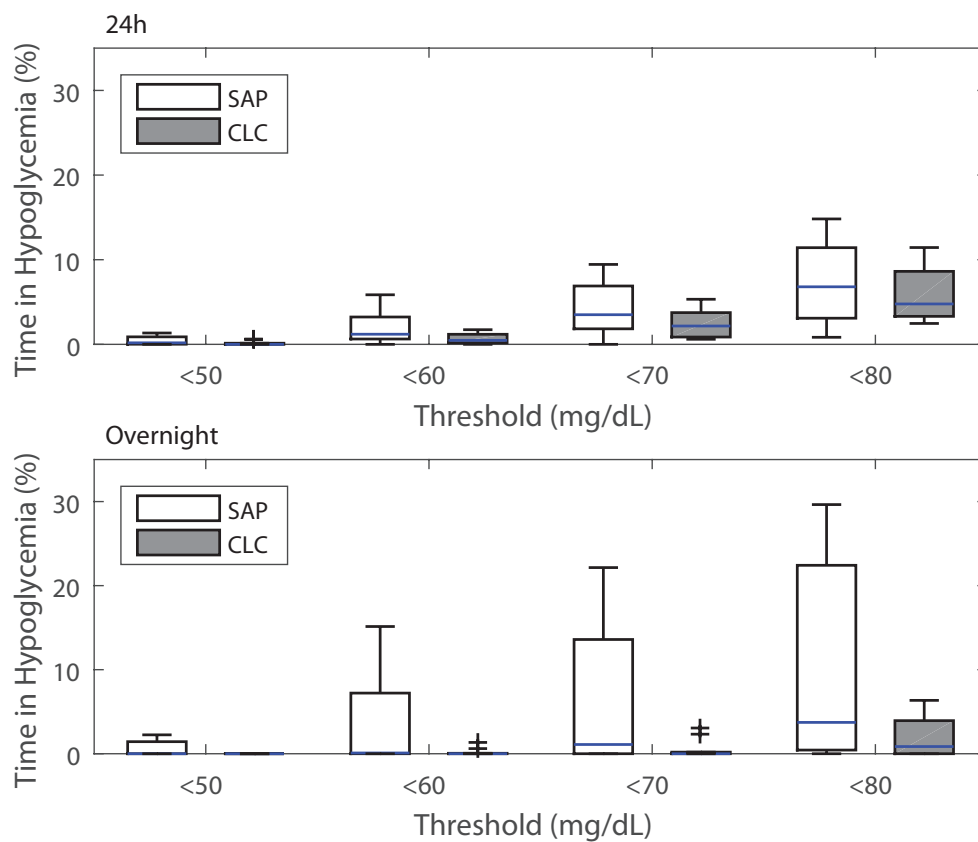 24h
Time in Hypoglycemia (%)
30
20
10
0
SAP
CLC
<50 <60 <70 <80
Threshold (mg/dL)
Overnight
Time in Hypoglycemia (%)
30
20
10
0
SAP
CLC
<50 <60 <70 <80
Threshold (mg/dL)